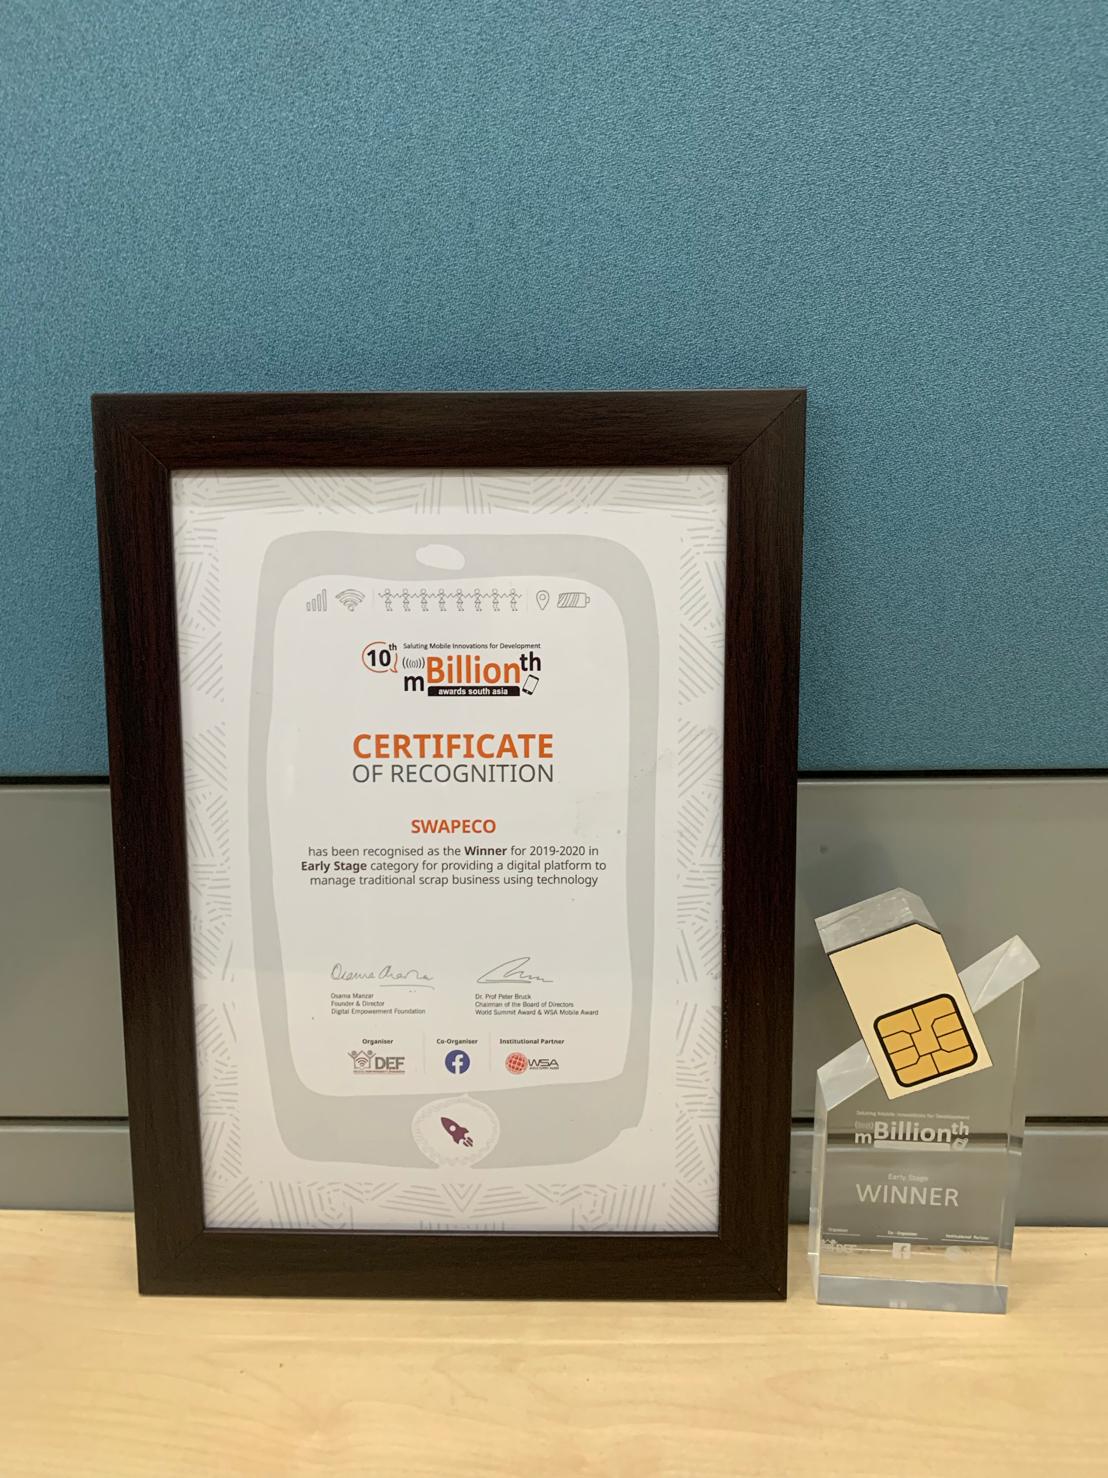 10th
Saluting Mobile Innovations for Development
mBillionth
awards south asia
CERTIFICATE
OF RECOGNITION
SWAPECO
has been recognised as the Winner for 2019-2020 in
Early Stage category for providing a digital platform to
manage traditional scrap business using technology
Osama Manzar
Founder & Director
Digital Empowerment Foundation
Dr. Prof Peter Bruck
Chairman of the Board of Directors
World Summit Award & WSA Mobile Award
Organiser
Co-Organiser
Institutional Partner
DEF
f
WSA
Saluting Mobile Innovations for Development
mBillionth
Early Stage
WINNER
Organiser
Co-Organiser
Institutional Partner
DEF
f